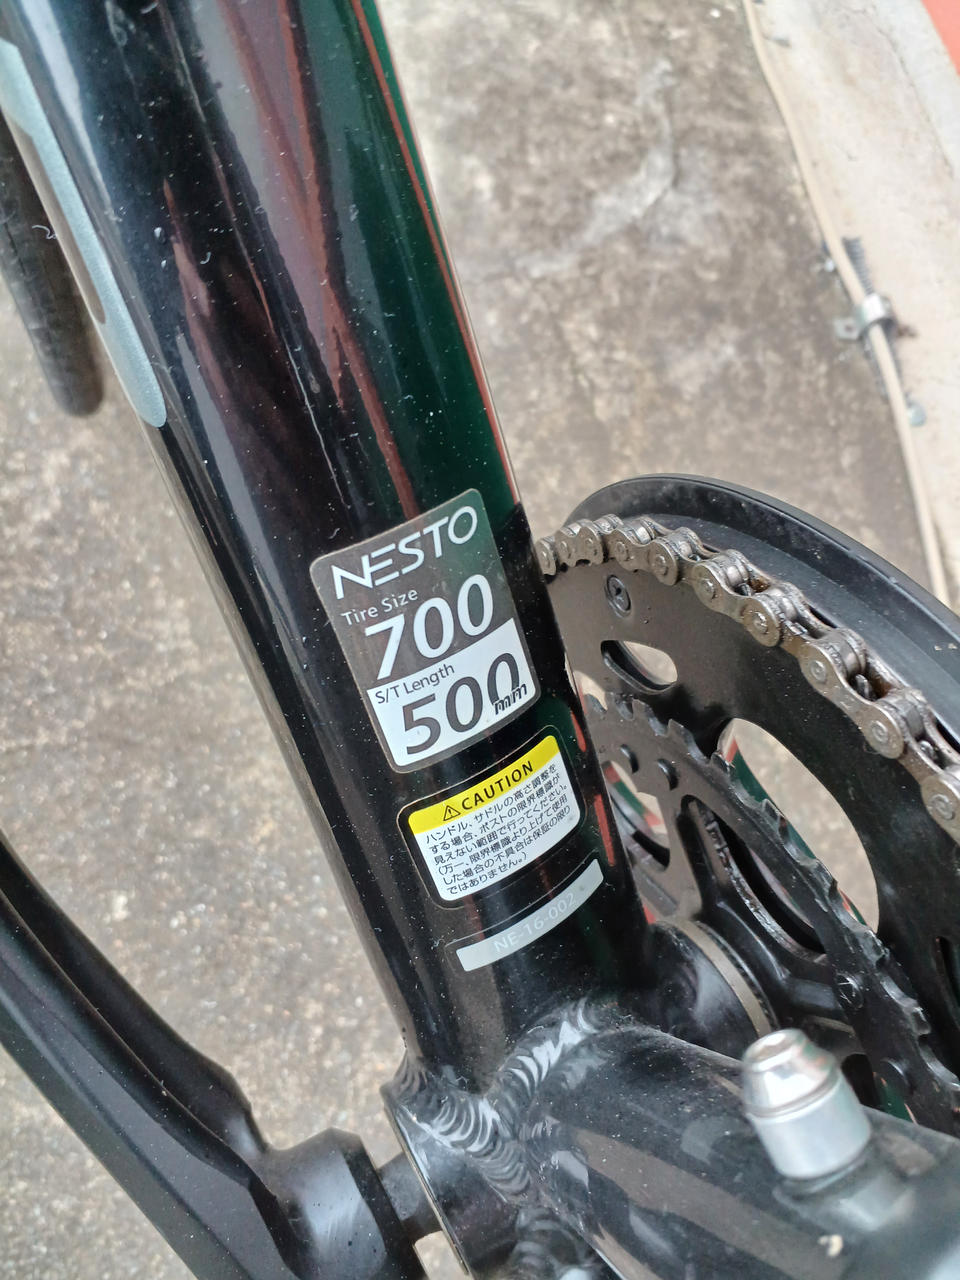 NESTO
Tire Size
700
S/T Length
500mm
⚠CAUTION
ハンドル、サドルの高さ調整を
する場合、ポストの限界標識が
見えない範囲で行ってください。
(万一、限界標識より上げて使用
した場合の不具合は保証の限り
ではありません。)
NE-16-002